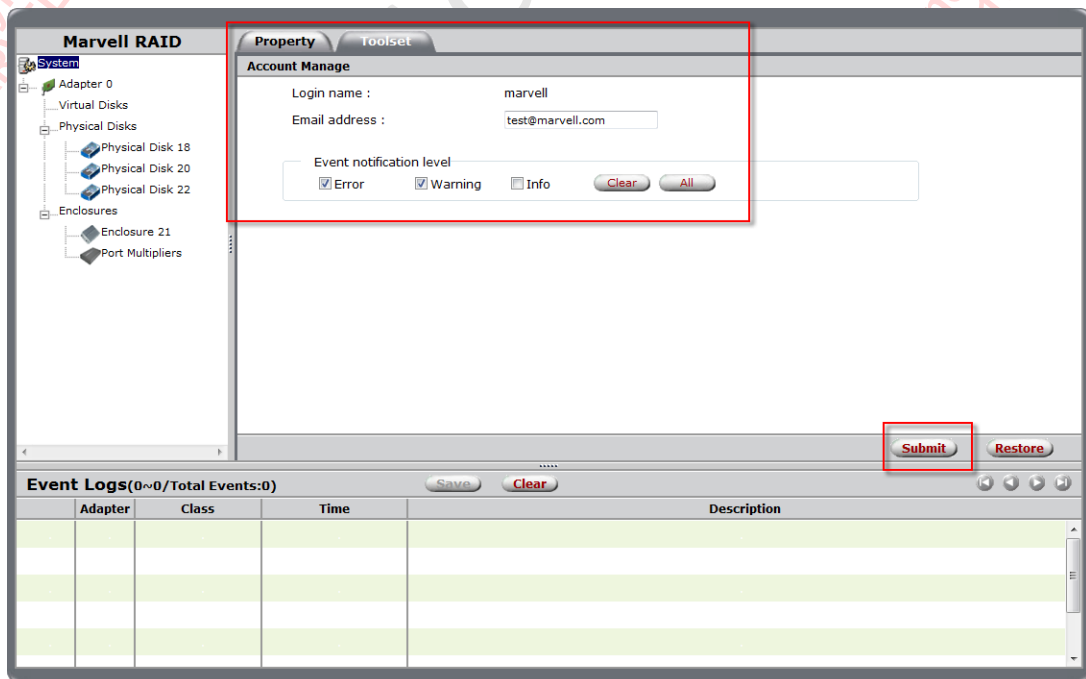 Marvell RAID
System
Adapter 0
Virtual Disks
Physical Disks
Physical Disk 18
Physical Disk 20
Physical Disk 22
Enclosures
Enclosure 21
Port Multipliers
Property Toolset
Account Manage
Login name : marvell
Email address : test@marvell.com
Event notification level
Error Warning Info Clear All
Submit Restore
Event Logs(0~0/Total Events:0) Save Clear
Adapter Class Time Description